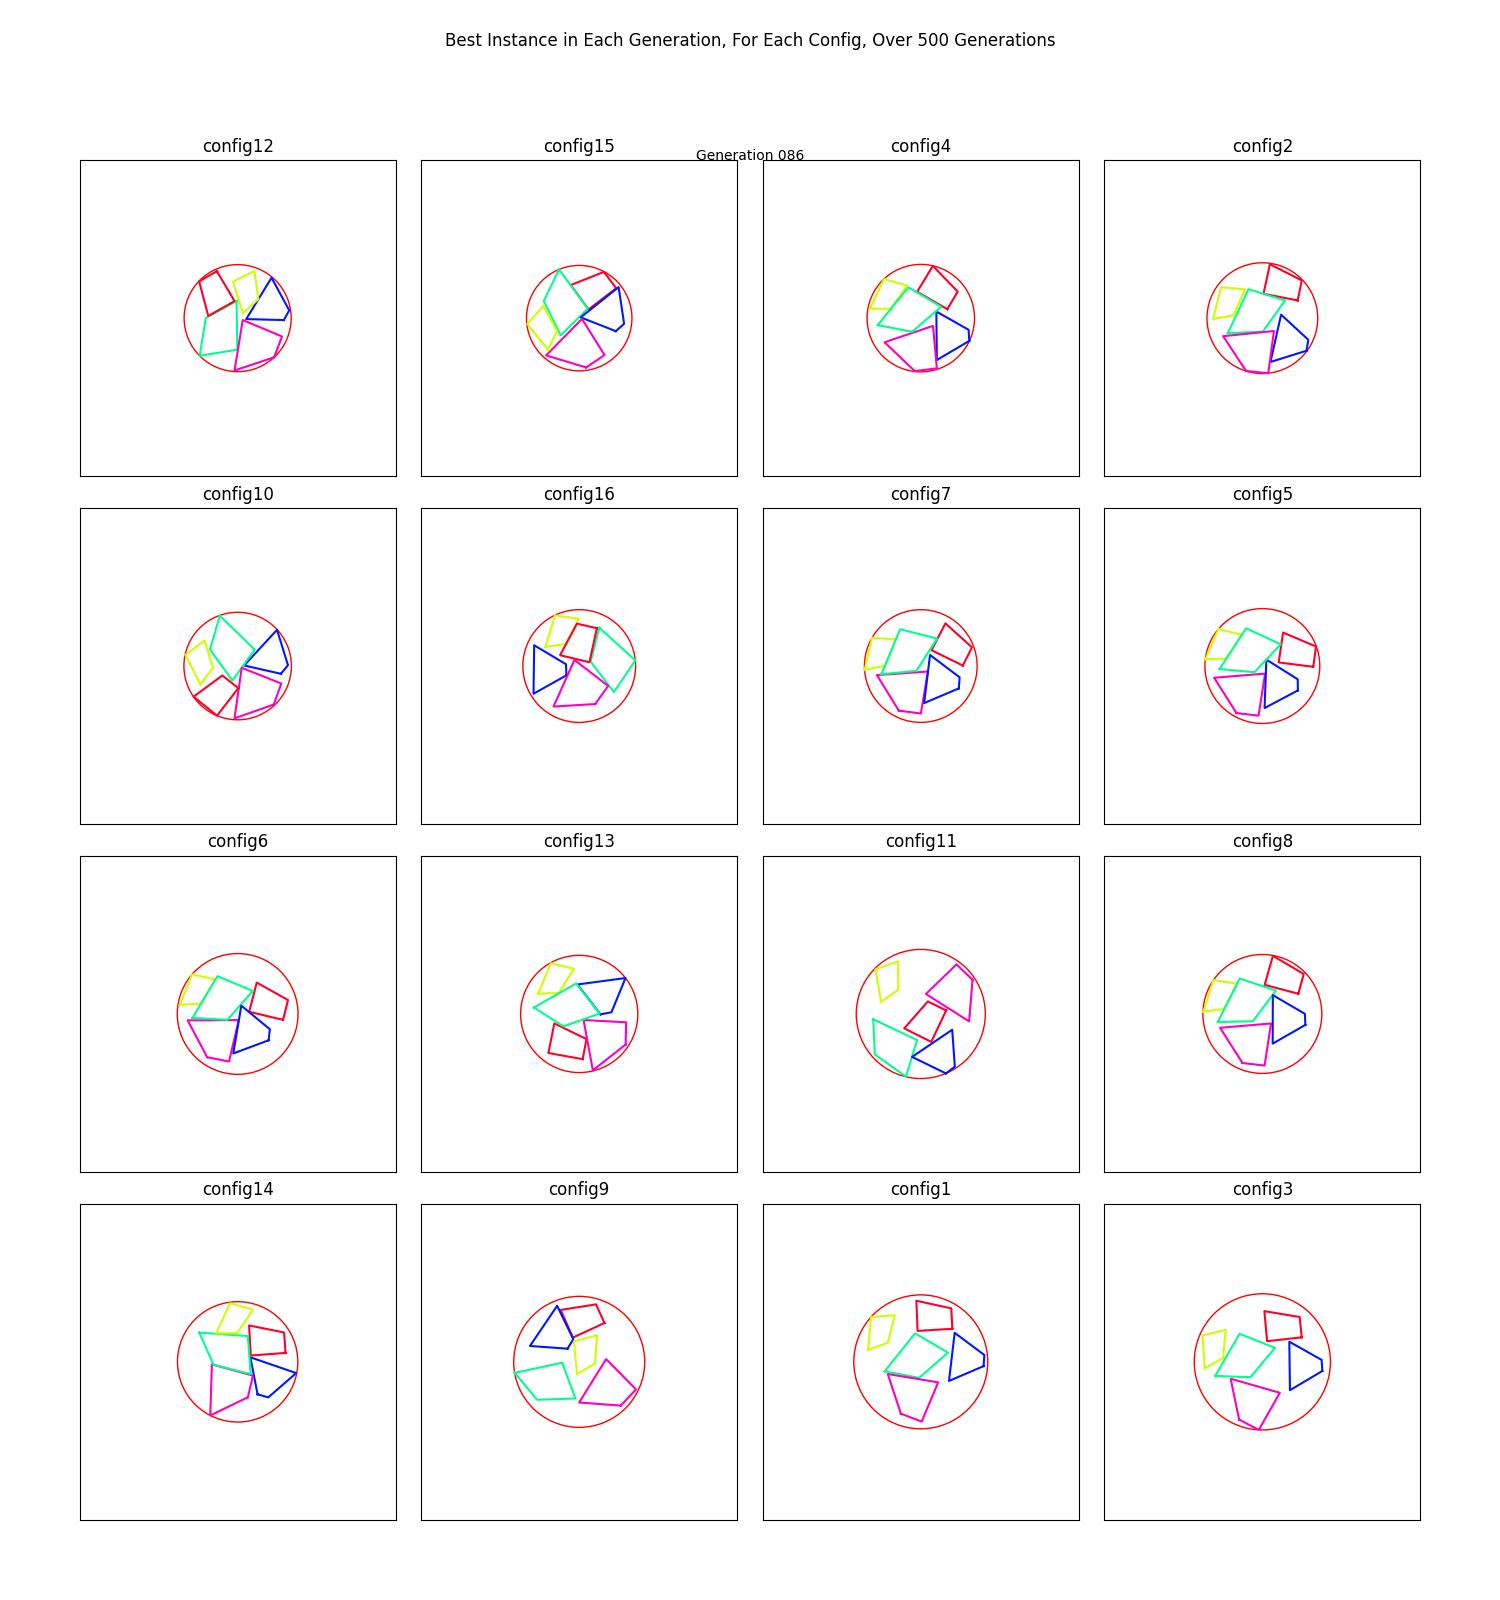 Best Instance in Each Generation, For Each Config, Over 500 Generations
config12
config15
Generation 086
config4
config2
config10
config16
config7
config5
config6
config13
config11
config8
config14
config9
config1
config3